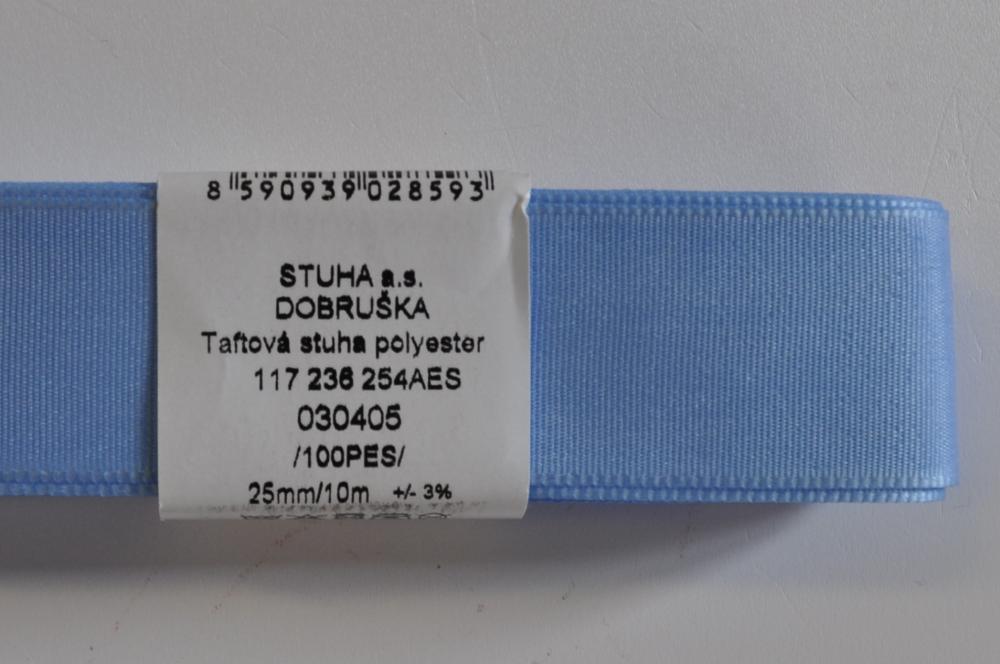 8 590939 028593
STUHA a.s.
DOBRUŠKA
Taftová stuha polyester
117 236 254AES
030405
/100PES/
25mm/10m +/- 3%